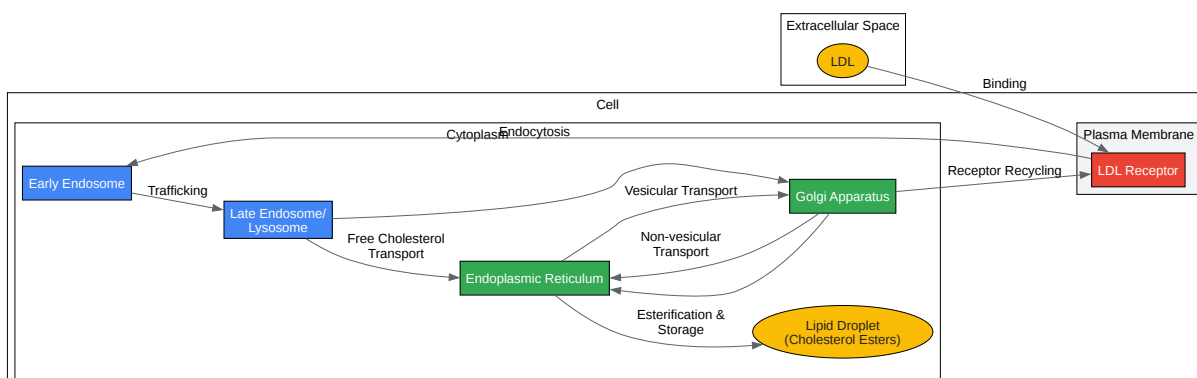 Extracellular Space
LDL
Binding
Cell
Cytoplasm
Endocytosis
Plasma Membrane
LDL Receptor
Early Endosome
Trafficking
Late Endosome/
Lysosome
Free Cholesterol
Transport
Vesicular Transport
Golgi Apparatus
Receptor Recycling
Non-vesicular
Transport
Endoplasmic Reticulum
Esterification &
Storage
Lipid Droplet
(Cholesterol Esters)